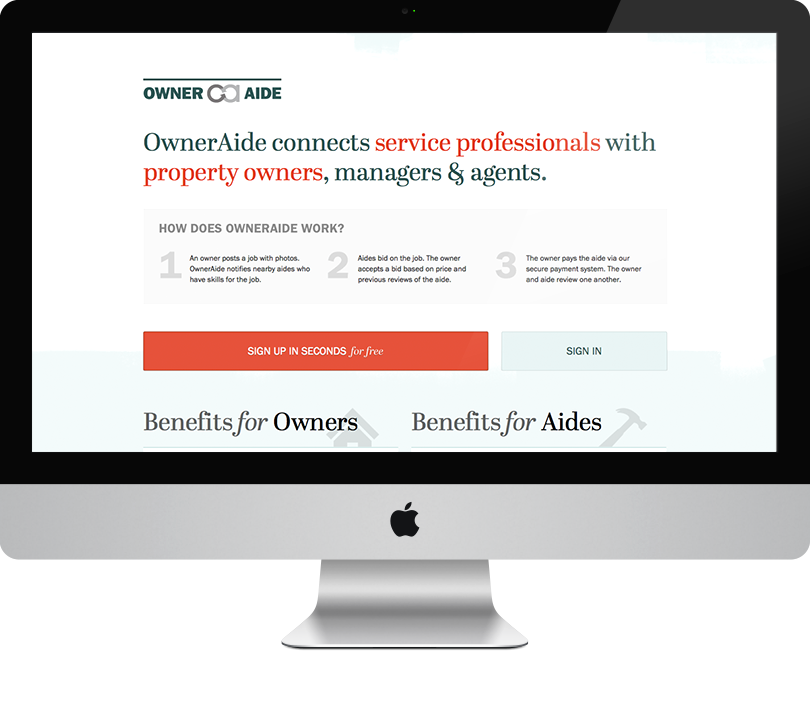 OWNER oa AIDE
OwnerAide connects service professionals with
property owners, managers & agents.
HOW DOES OWNERAIDE WORK?
1
An owner posts a job with photos.
OwnerAide notifies nearby aides who
have skills for the job.
2
Aides bid on the job. The owner
accepts a bid based on price and
previous reviews of the aide.
3
The owner pays the aide via our
secure payment system. The owner
and aide review one another.
SIGN UP IN SECONDS for free
SIGN IN
Benefits for Owners
Benefits for Aides